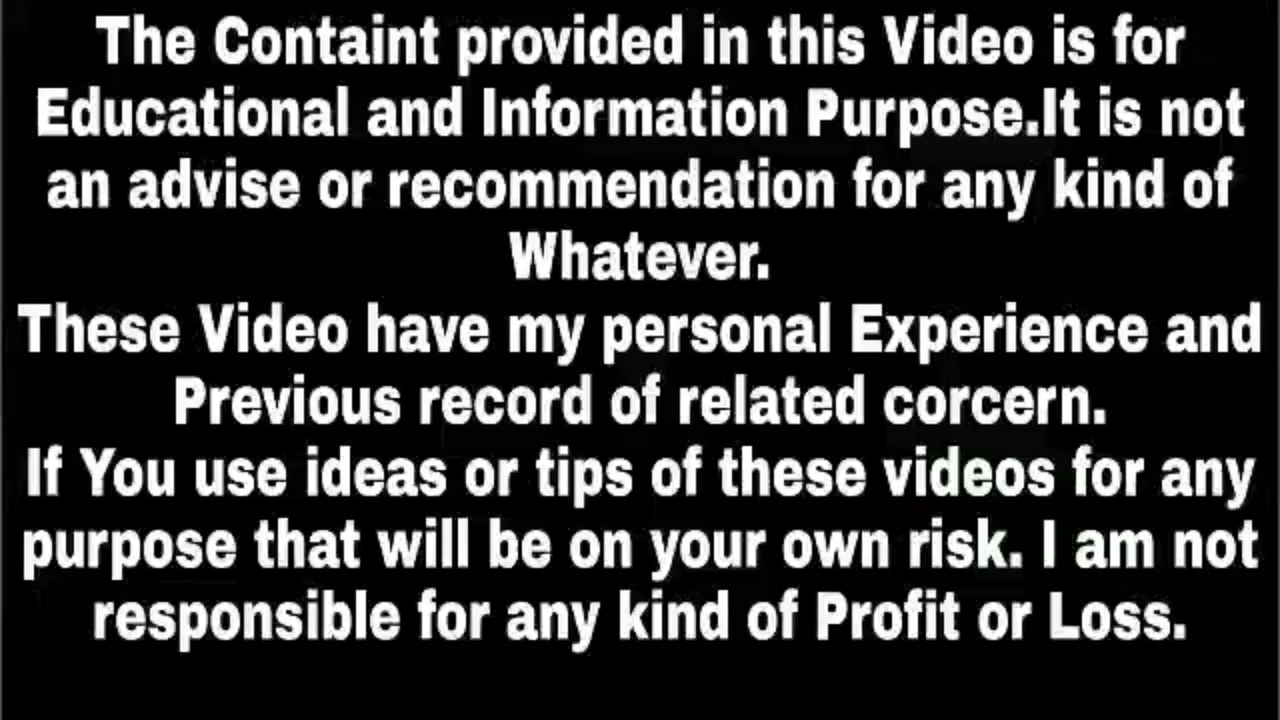 The Containt provided in this Video is for
Educational and Information Purpose.It is not
an advise or recommendation for any kind of
Whatever.
These Video have my personal Experience and
Previous record of related corcern.
If You use ideas or tips of these videos for any
purpose that will be on your own risk. I am not
responsible for any kind of Profit or Loss.